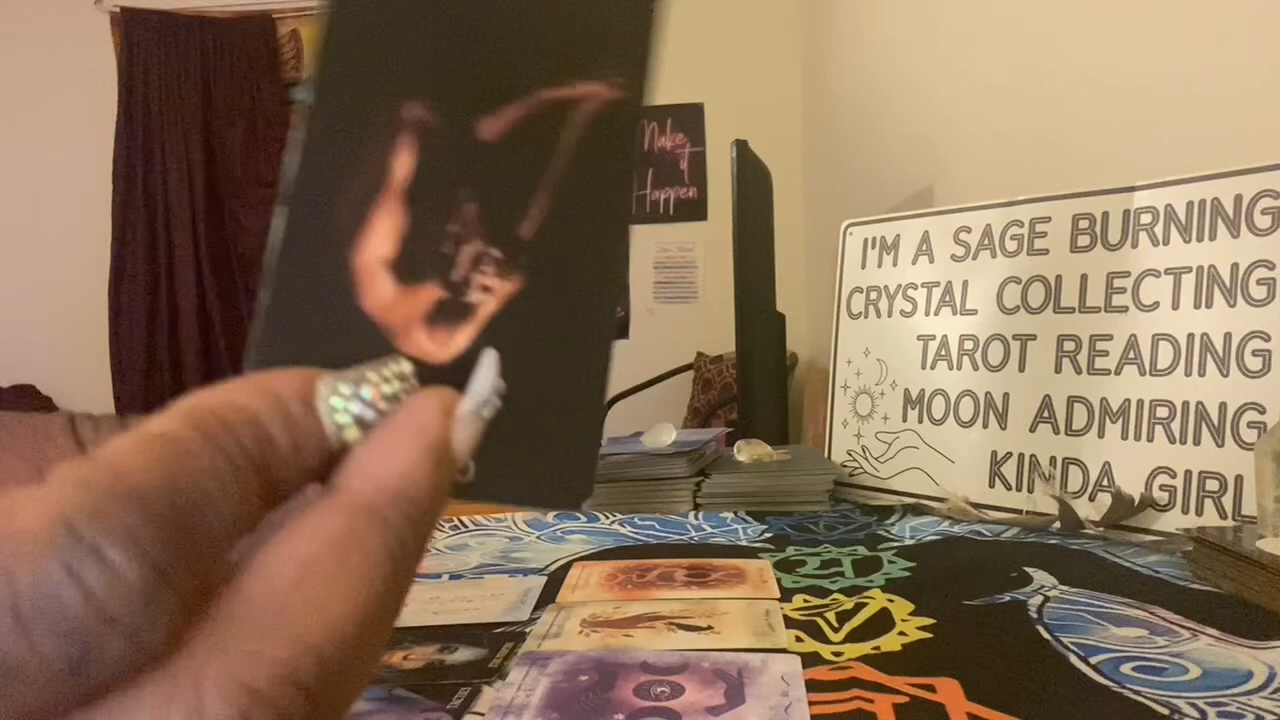 Make
it
Happen
I'M A SAGE BURNING
CRYSTAL COLLECTING
TAROT READING
MOON ADMIRING
KINDA GIRL